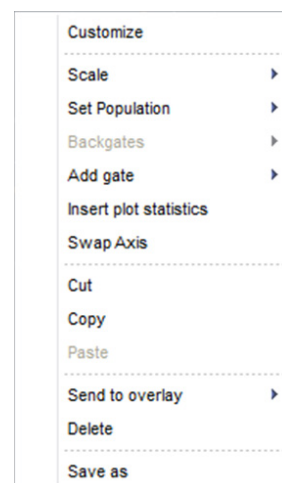 Customize
Scale
Set Population
Backgates
Add gate
Insert plot statistics
Swap Axis
Cut
Copy
Paste
Send to overlay
Delete
Save as